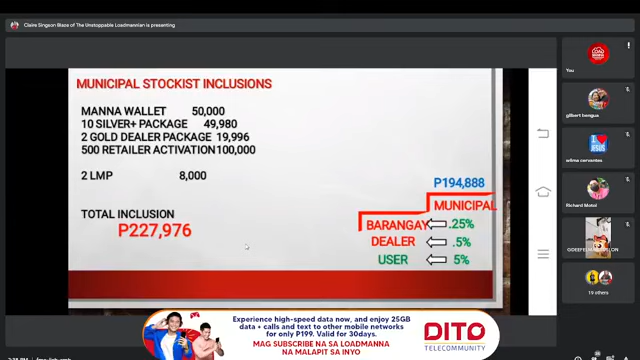 Claire Singson Blaze of The Unstoppable Loadmannian is presenting
MUNICIPAL STOCKIST INCLUSIONS
MANNA WALLET 50,000
10 SILVER+ PACKAGE 49,980
2 GOLD DEALER PACKAGE 19,996
500 RETAILER ACTIVATION 100,000
2 LMP 8,000
TOTAL INCLUSION
P227,976
P194,888
MUNICIPAL
BARANGAY .25%
DEALER .5%
USER 5%
You
gilbert bengua
I JESUS
wilma cervantes
Richard Motol
19 others
Experience high-speed data now, and enjoy 25GB
data + calls and text to other mobile networks
for only P199. Valid for 30days.
MAG SUBSCRIBE NA SA LOADMANNA
NA MALAPIT SA INYO
DITO
TELECOMMUNITY